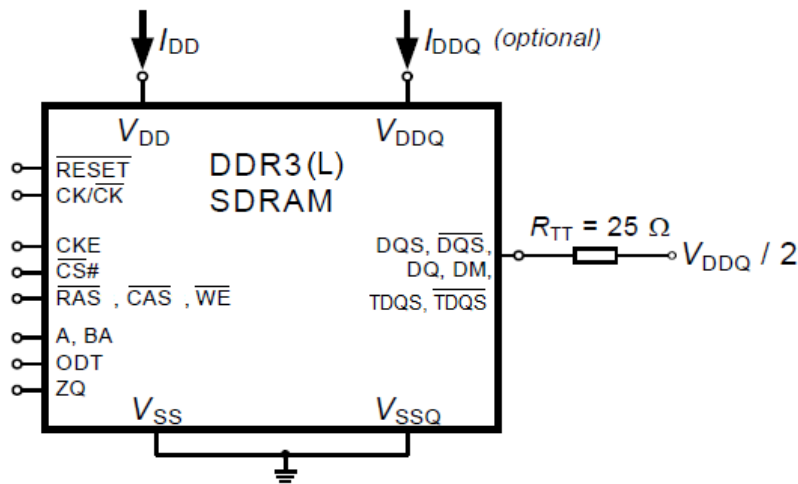 IDD
IDDQ (optional)
VDD
VDDQ
RESET
DDR3(L)
CK/CK
SDRAM
CKE
CS#
RAS , CAS , WE
A, BA
ODT
ZQ
DQS, DQS,
DQ, DM,
TDQS, TDQS
RTT = 25 Ω
VDDQ / 2
VSS
VSSQ